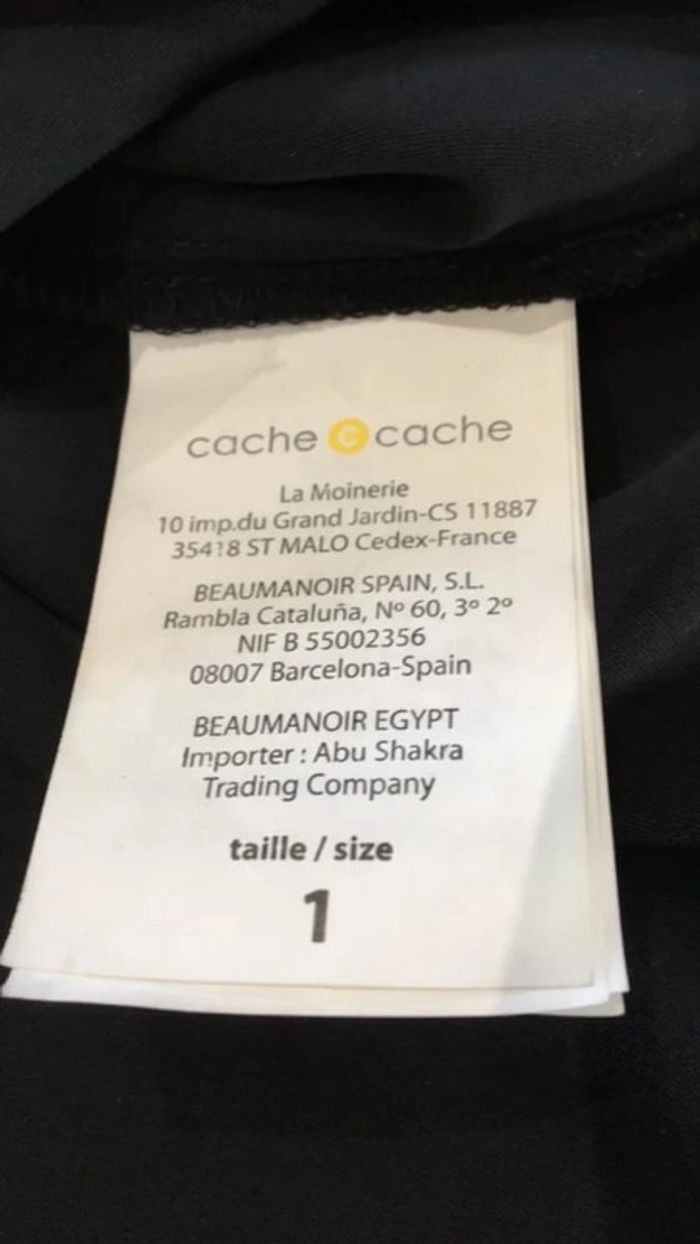 cache c cache
La Moinerie
10 imp.du Grand Jardin-CS 11887
35418 ST MALO Cedex-France
BEAUMANOIR SPAIN, S.L.
Rambla Cataluña, Nº 60, 3º 2º
NIF B 55002356
08007 Barcelona-Spain
BEAUMANOIR EGYPT
Importer : Abu Shakra
Trading Company
taille / size
1